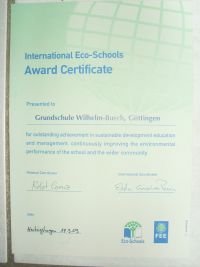 International Eco-Schools
Award Certificate
Presented to
Grundschule Wilhelm-Busch, Göttingen
for outstanding achievement in sustainable development education
and management, continuously improving the environmental
performance of the school and the wider community.
National Coordinator
International Coordinator
Date
Eco-Schools
FEE